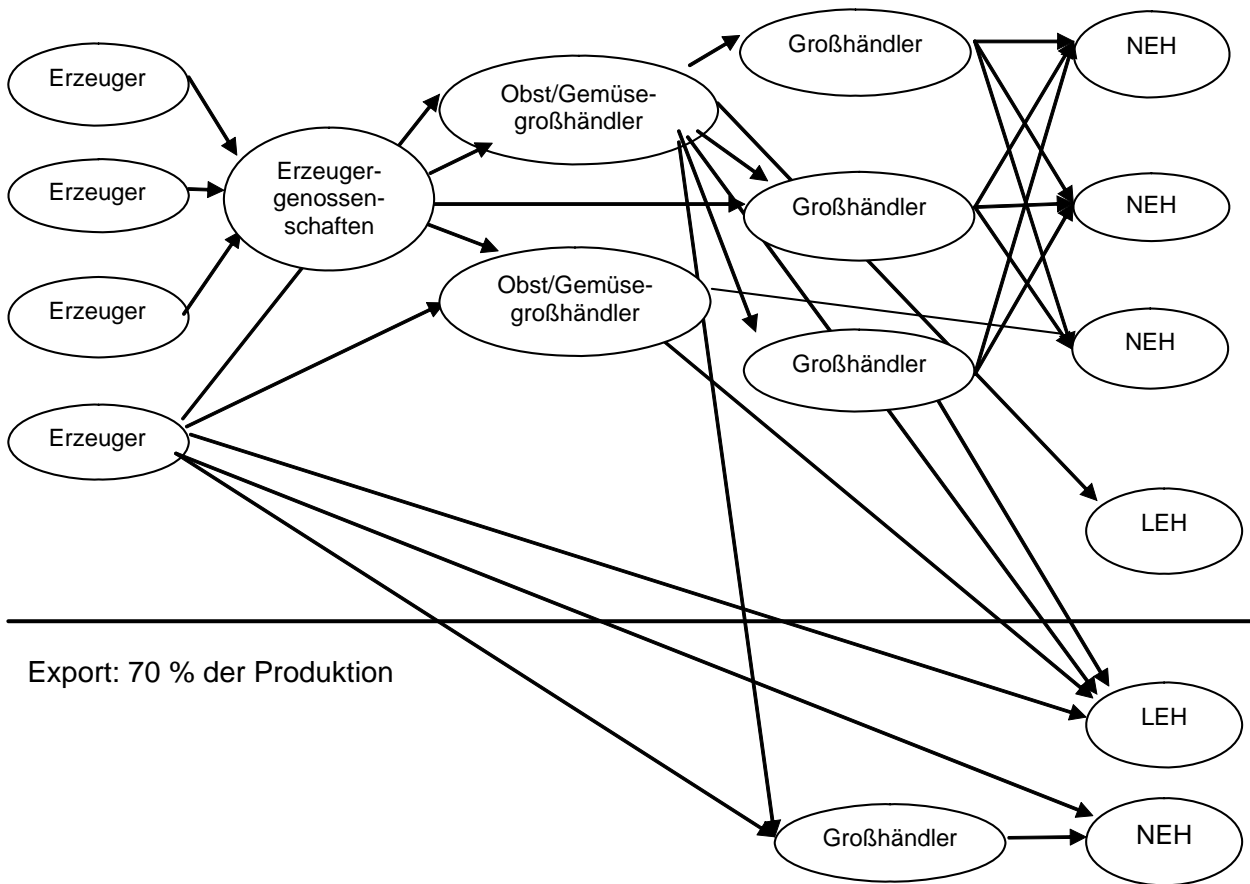 Großhändler
NEH
Erzeuger
Obst/Gemüse-
großhändler
Erzeuger
Erzeuger-
genossen-
schaften
Großhändler
NEH
Erzeuger
Obst/Gemüse-
großhändler
Großhändler
NEH
Erzeuger
LEH
Export: 70 % der Produktion
LEH
Großhändler
NEH